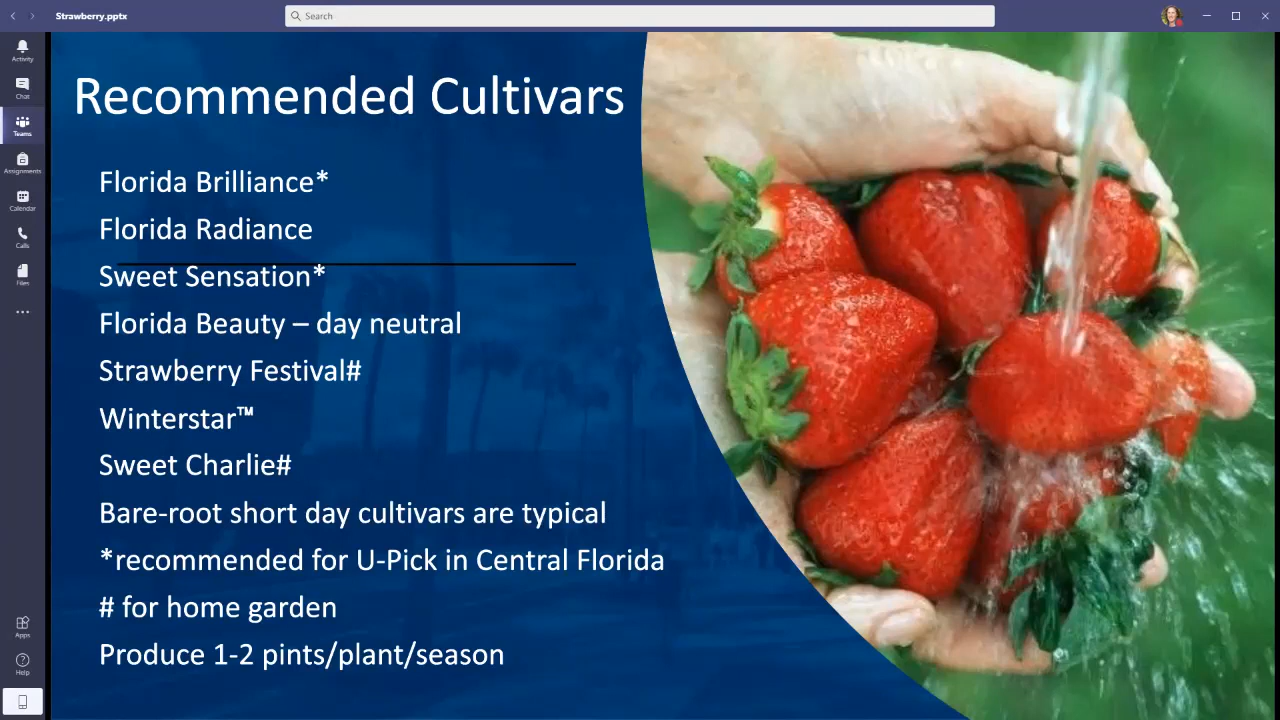 Strawberry.pptx
Search
Activity
Chat
Teams
Assignments
Calendar
Calls
Files
Apps
Help
Recommended Cultivars
Florida Brilliance*
Florida Radiance
Sweet Sensation*
Florida Beauty – day neutral
Strawberry Festival#
Winterstar™
Sweet Charlie#
Bare-root short day cultivars are typical
*recommended for U-Pick in Central Florida
# for home garden
Produce 1-2 pints/plant/season